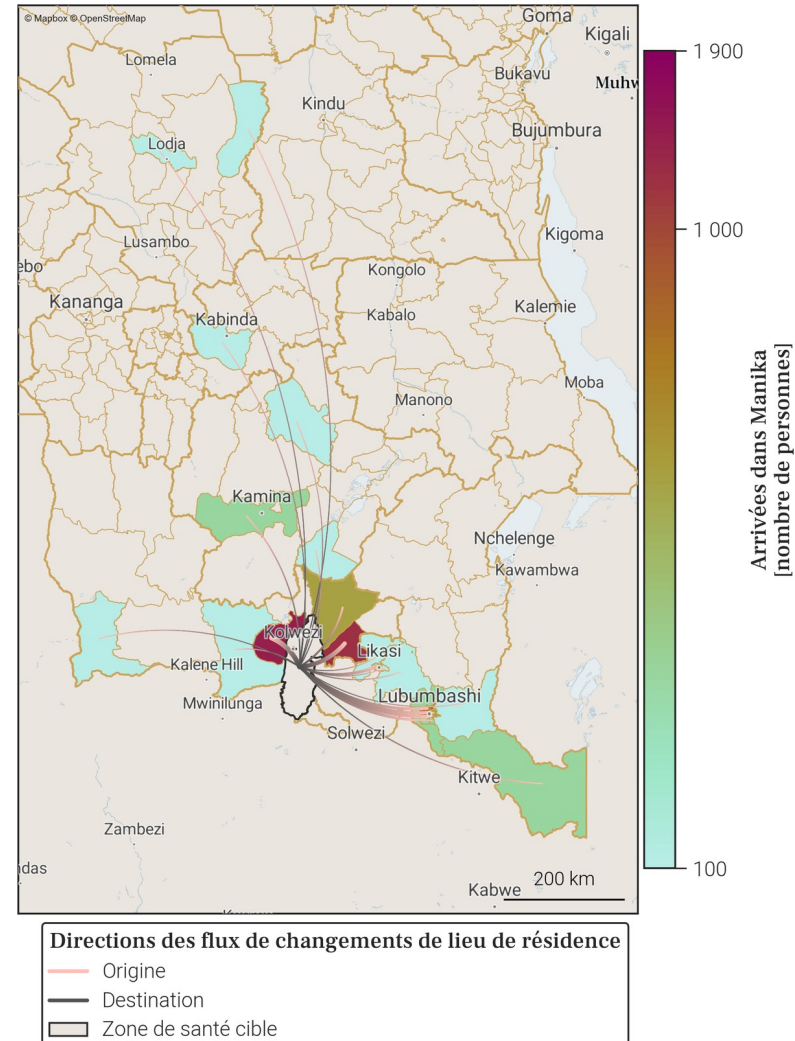 © Mapbox © OpenStreetMap
Goma
Kigali
Lomela
Bukavu
Kindu
Bujumbura
Lodja
Lusambo
Kigoma
ebo
Kongolo
Kananga
Kabinda
Kabalo
Kalemie
Moba
Manono
Kamina
Nchelenge
Kawambwa
Kolwezi
Likasi
Kalene Hill
Lubumbashi
Mwinilunga
Solwezi
Kitwe
Zambezi
Kabwe
200 km
1 900
1 000
100
Arrivées dans Manika
[nombre de personnes]
Directions des flux de changements de lieu de résidence
Origine
Destination
Zone de santé cible